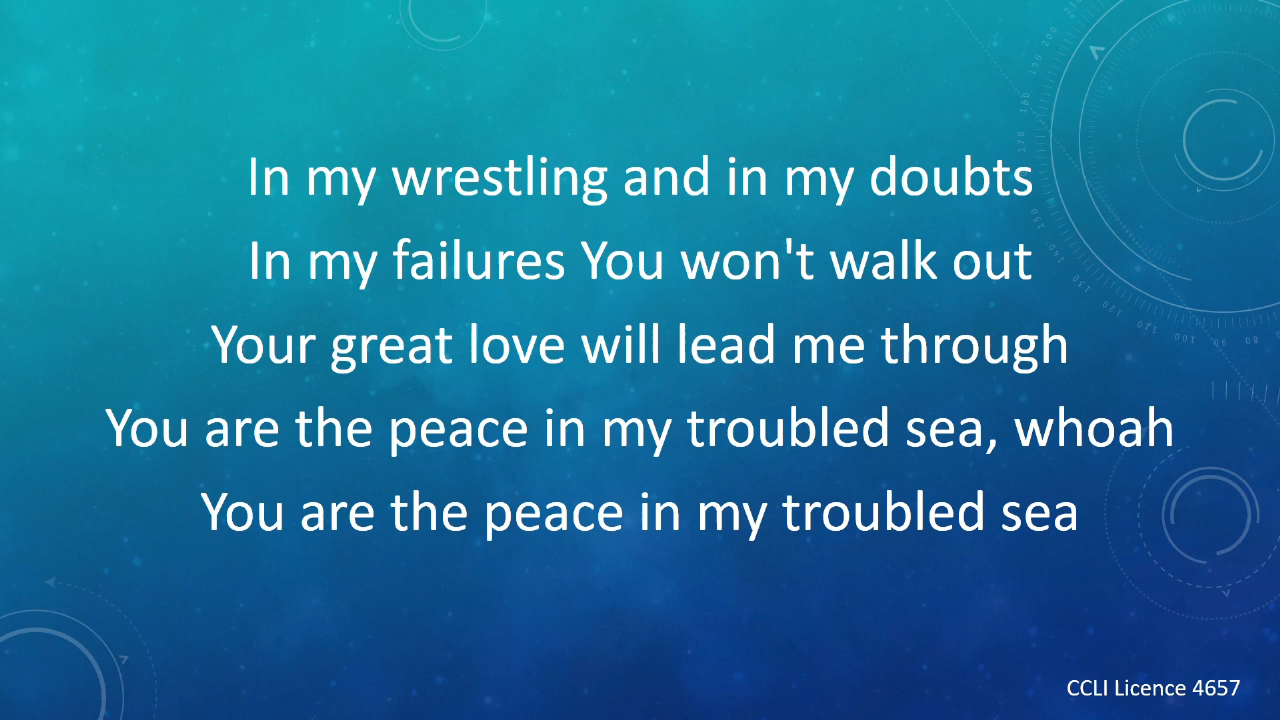 In my wrestling and in my doubts
In my failures You won't walk out
Your great love will lead me through
You are the peace in my troubled sea, whoah
You are the peace in my troubled sea
CCLI Licence 4657